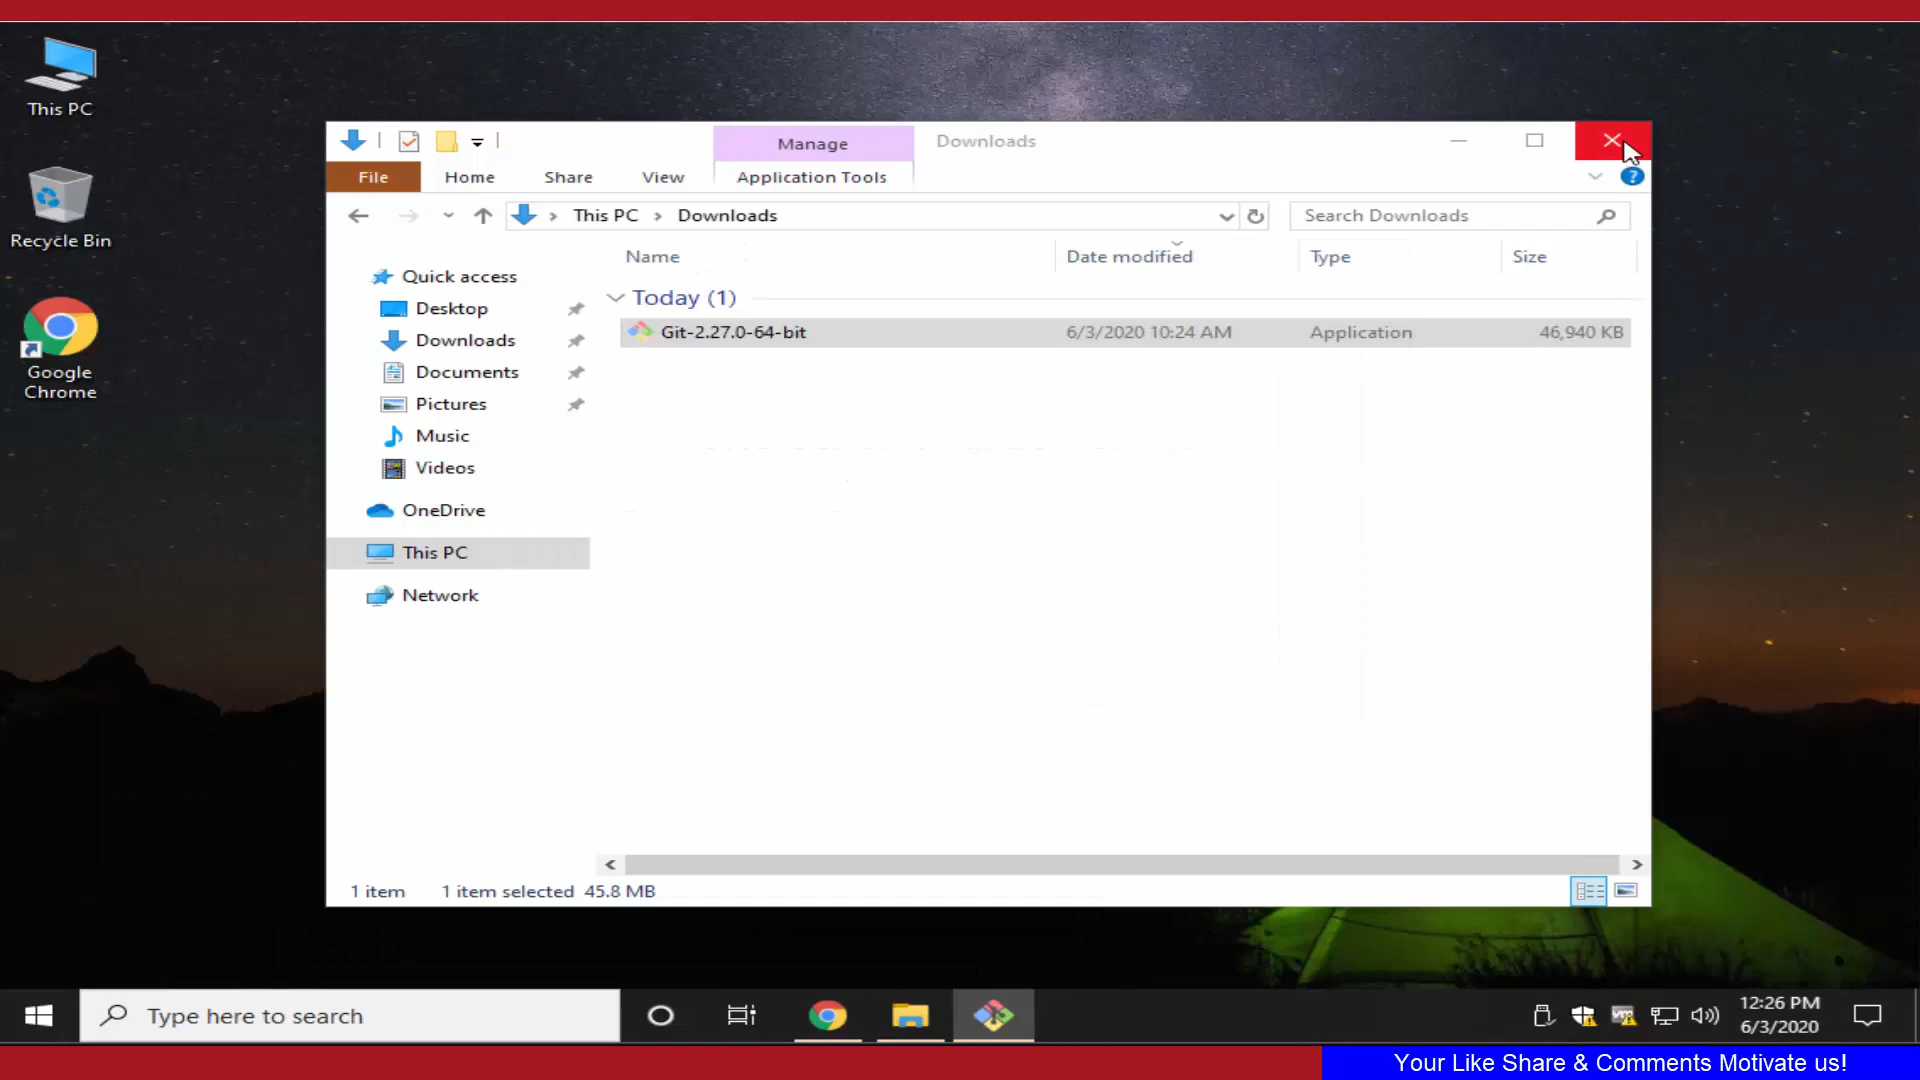 This PC
Recycle Bin
Google
Chrome
Manage
Downloads
File
Home
Share
View
Application Tools
?
This PC
Downloads
Search Downloads
Name
Date modified
Type
Size
Quick access
Desktop
Downloads
Documents
Pictures
Music
Videos
OneDrive
This PC
Network
Today (1)
Git-2.27.0-64-bit 6/3/2020 10:24 AM Application 46,940 KB
1 item 1 item selected 45.8 MB
Type here to search
12:26 PM
6/3/2020
Your Like Share & Comments Motivate us!